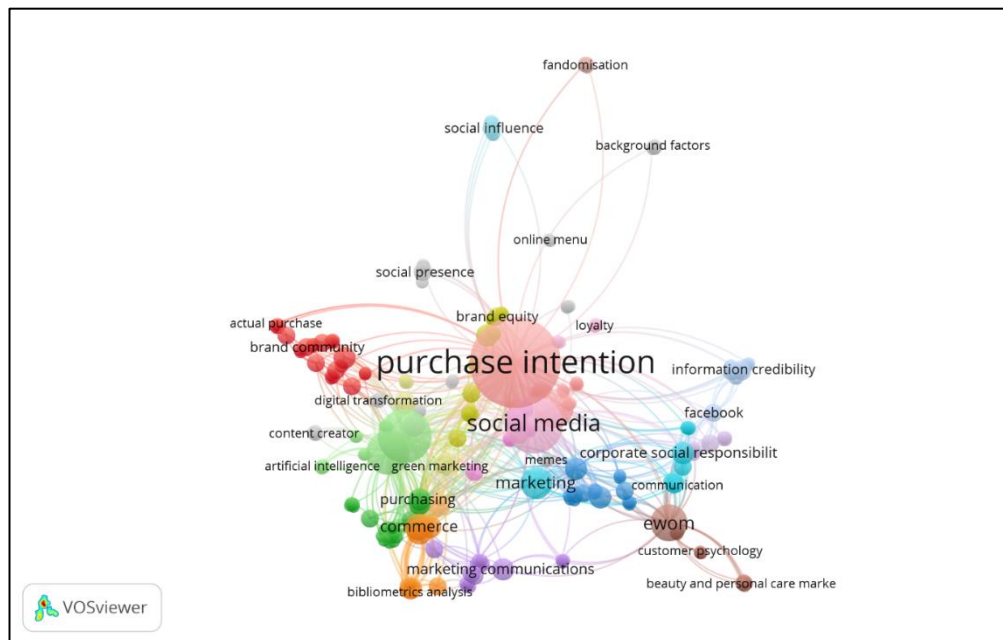 fandomisation
social influence
background factors
online menu
social presence
brand equity
actual purchase
loyalty
brand community
purchase intention
information credibility
digital transformation
facebook
social media
content creator
corporate social responsibilit
memes
artificial intelligence
green marketing
marketing
communication
purchasing
commerce
ewom
customer psychology
marketing communications
beauty and personal care marke
bibliometrics analysis
VOSviewer